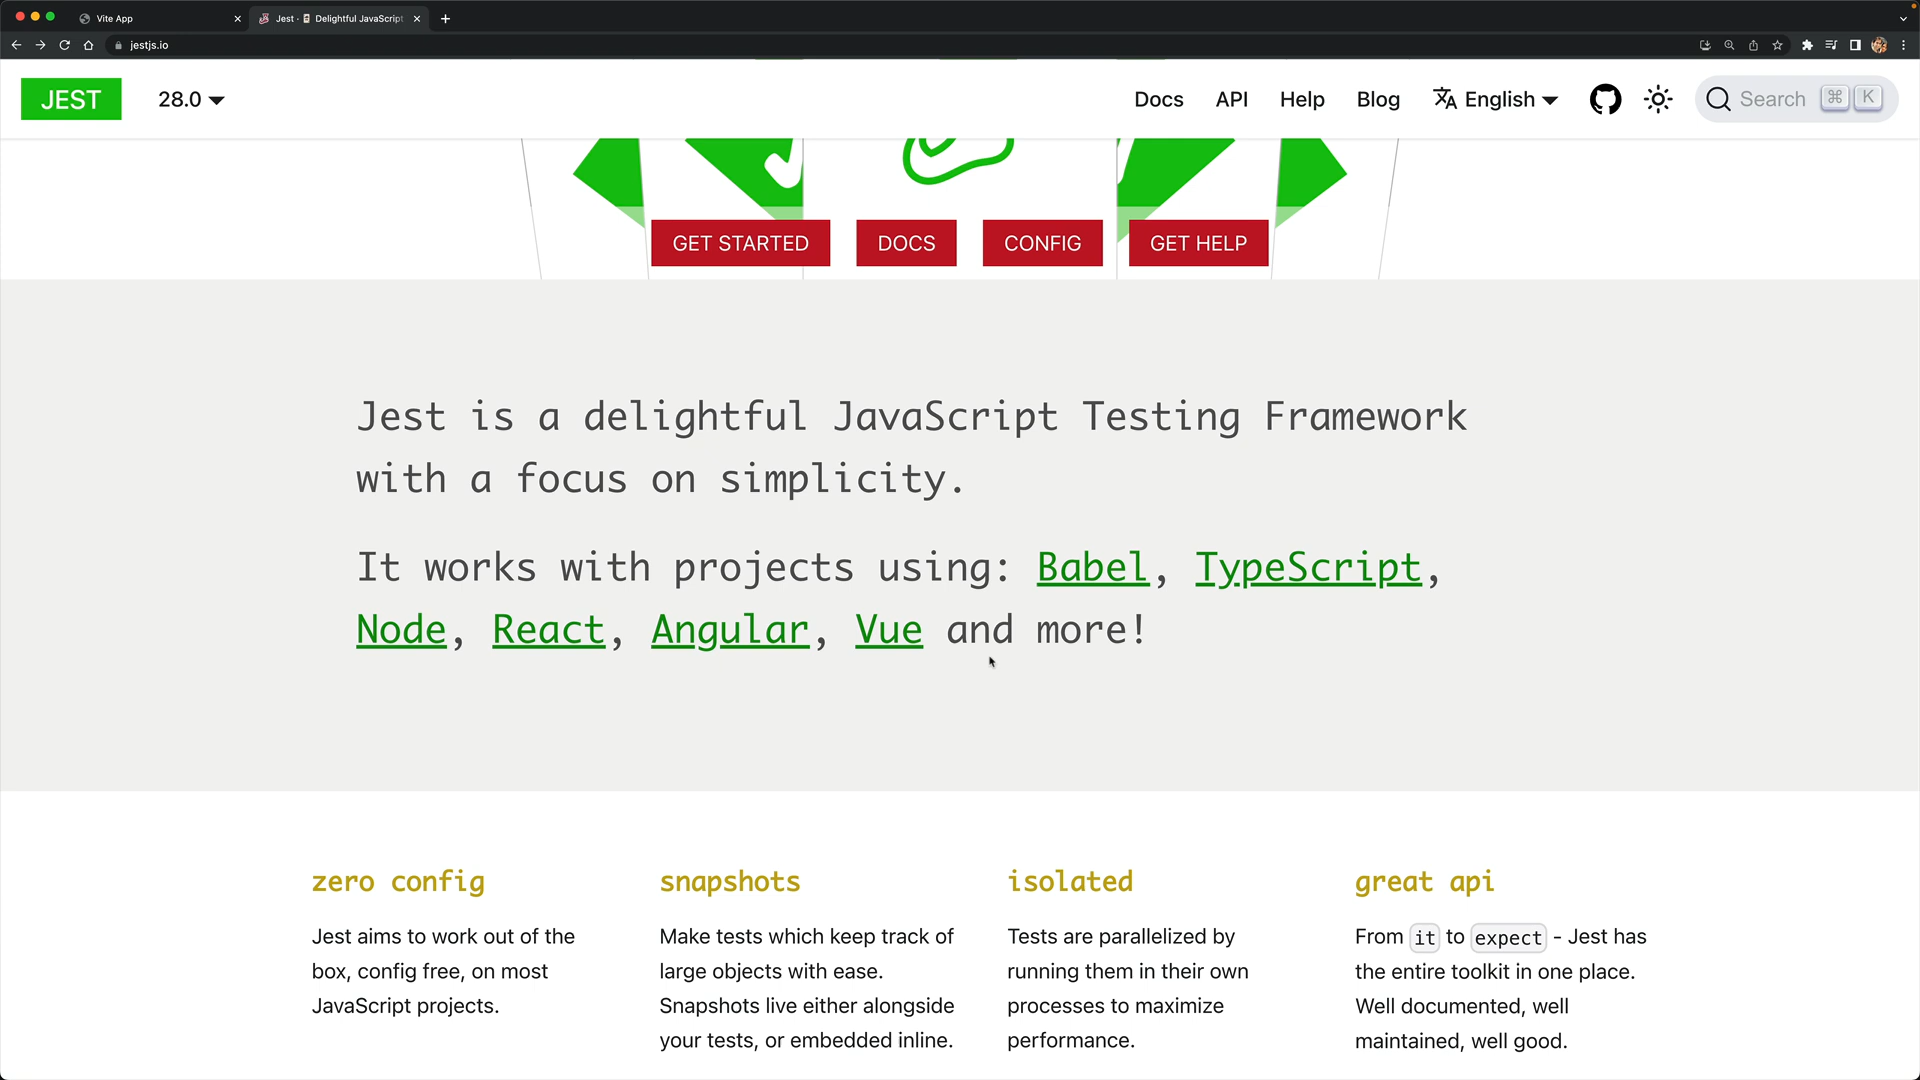 Vite App
Jest · Delightful JavaScript
jestjs.io
JEST
28.0
Docs
API
Help
Blog
English
Search ⌘ K
GET STARTED
DOCS
CONFIG
GET HELP
Jest is a delightful JavaScript Testing Framework
with a focus on simplicity.
It works with projects using: Babel, TypeScript,
Node, React, Angular, Vue and more!
zero config
Jest aims to work out of the
box, config free, on most
JavaScript projects.
snapshots
Make tests which keep track of
large objects with ease.
Snapshots live either alongside
your tests, or embedded inline.
isolated
Tests are parallelized by
running them in their own
processes to maximize
performance.
great api
From it to expect - Jest has
the entire toolkit in one place.
Well documented, well
maintained, well good.